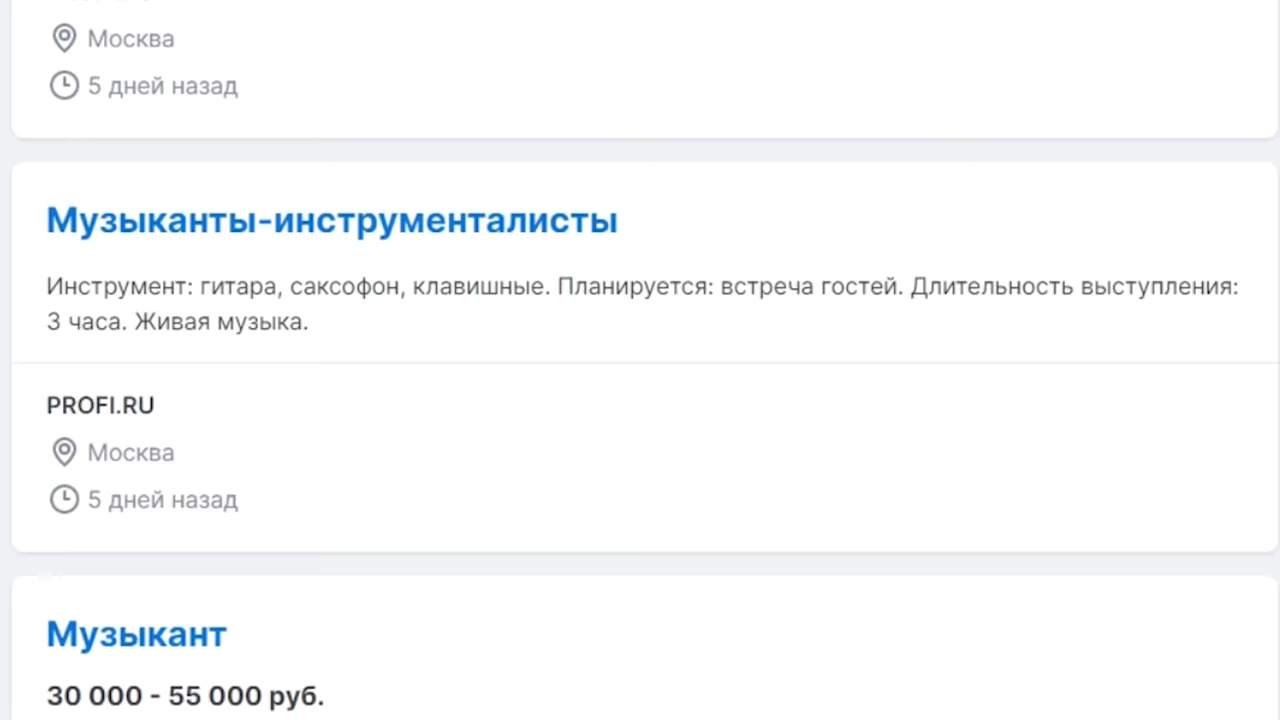 Москва
5 дней назад
Музыканты-инструменталисты
Инструмент: гитара, саксофон, клавишные. Планируется: встреча гостей. Длительность выступления:
3 часа. Живая музыка.
PROFI.RU
Москва
5 дней назад
Музыкант
30 000 - 55 000 руб.